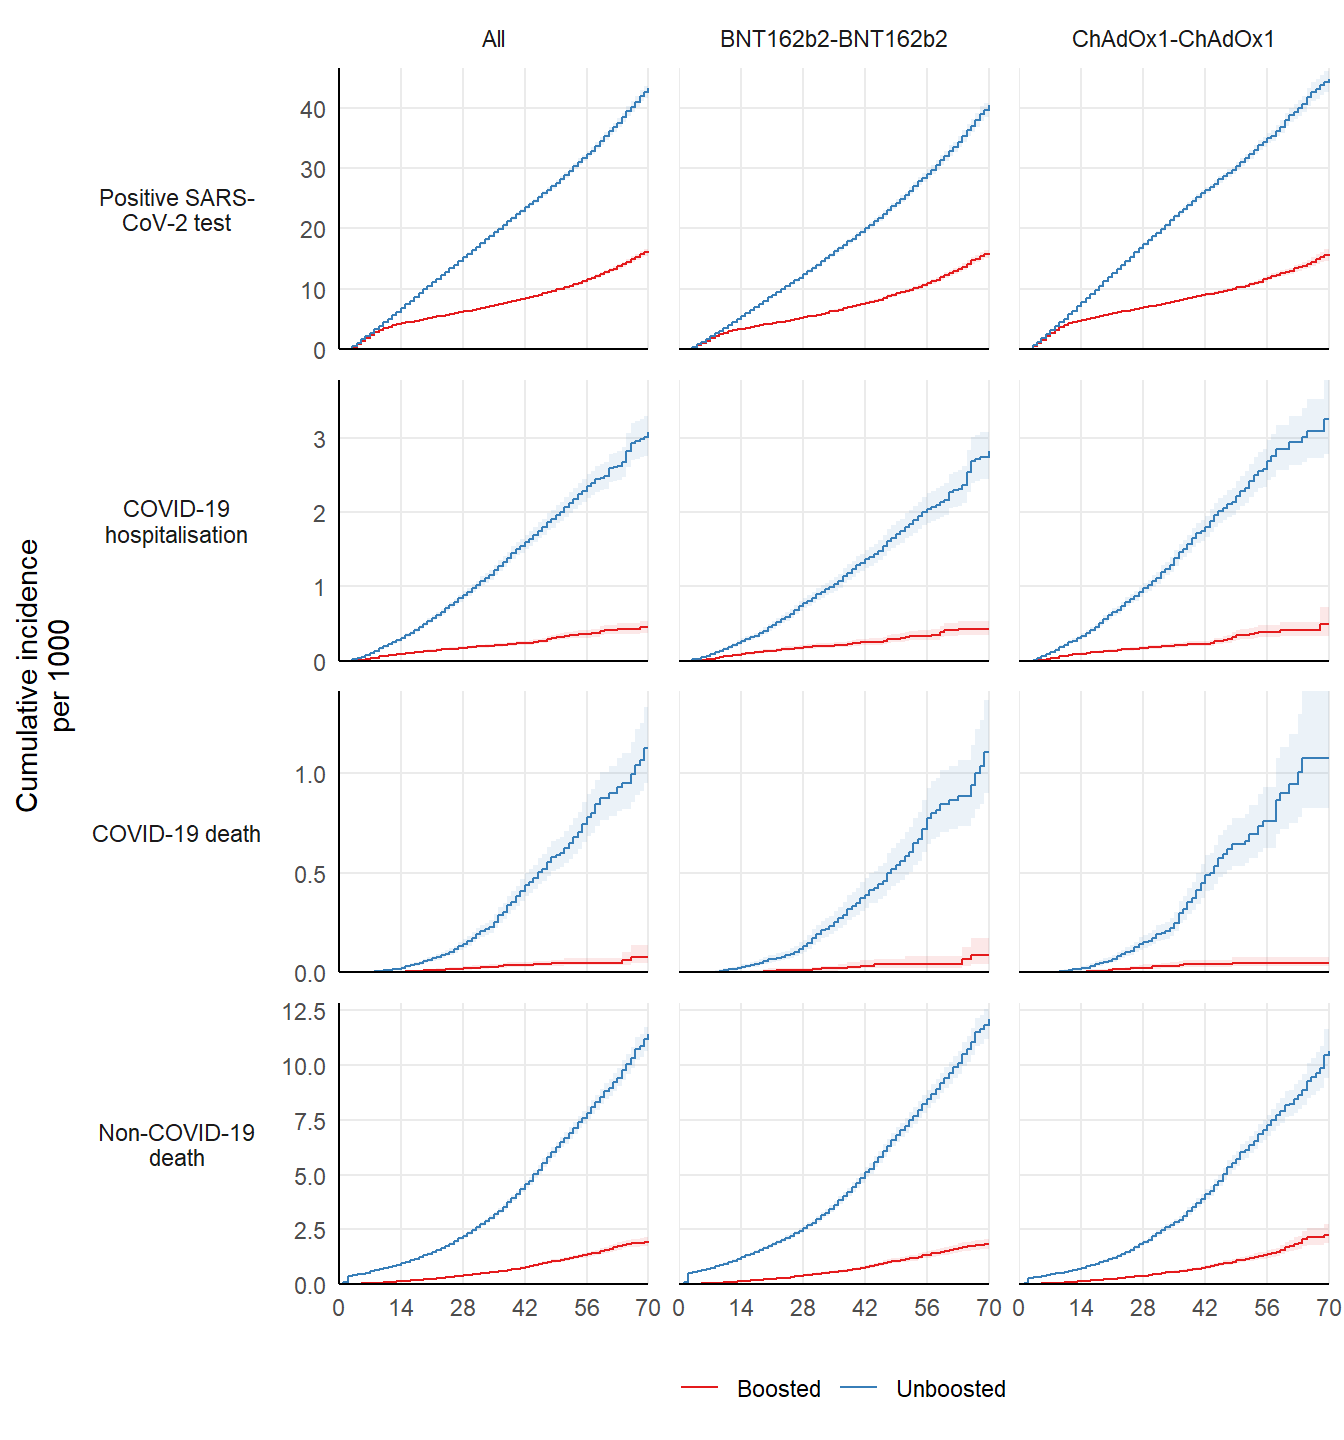 All
BNT162b2-BNT162b2
ChAdOx1-ChAdOx1
Positive SARS-
CoV-2 test
40
30
20
10
0
COVID-19
hospitalisation
3
2
1
0
Cumulative incidence
per 1000
COVID-19 death
1.0
0.5
0.0
Non-COVID-19
death
12.5
10.0
7.5
5.0
2.5
0.0
0 14 28 42 56 70
0 14 28 42 56 70
0 14 28 42 56 70
Boosted
Unboosted